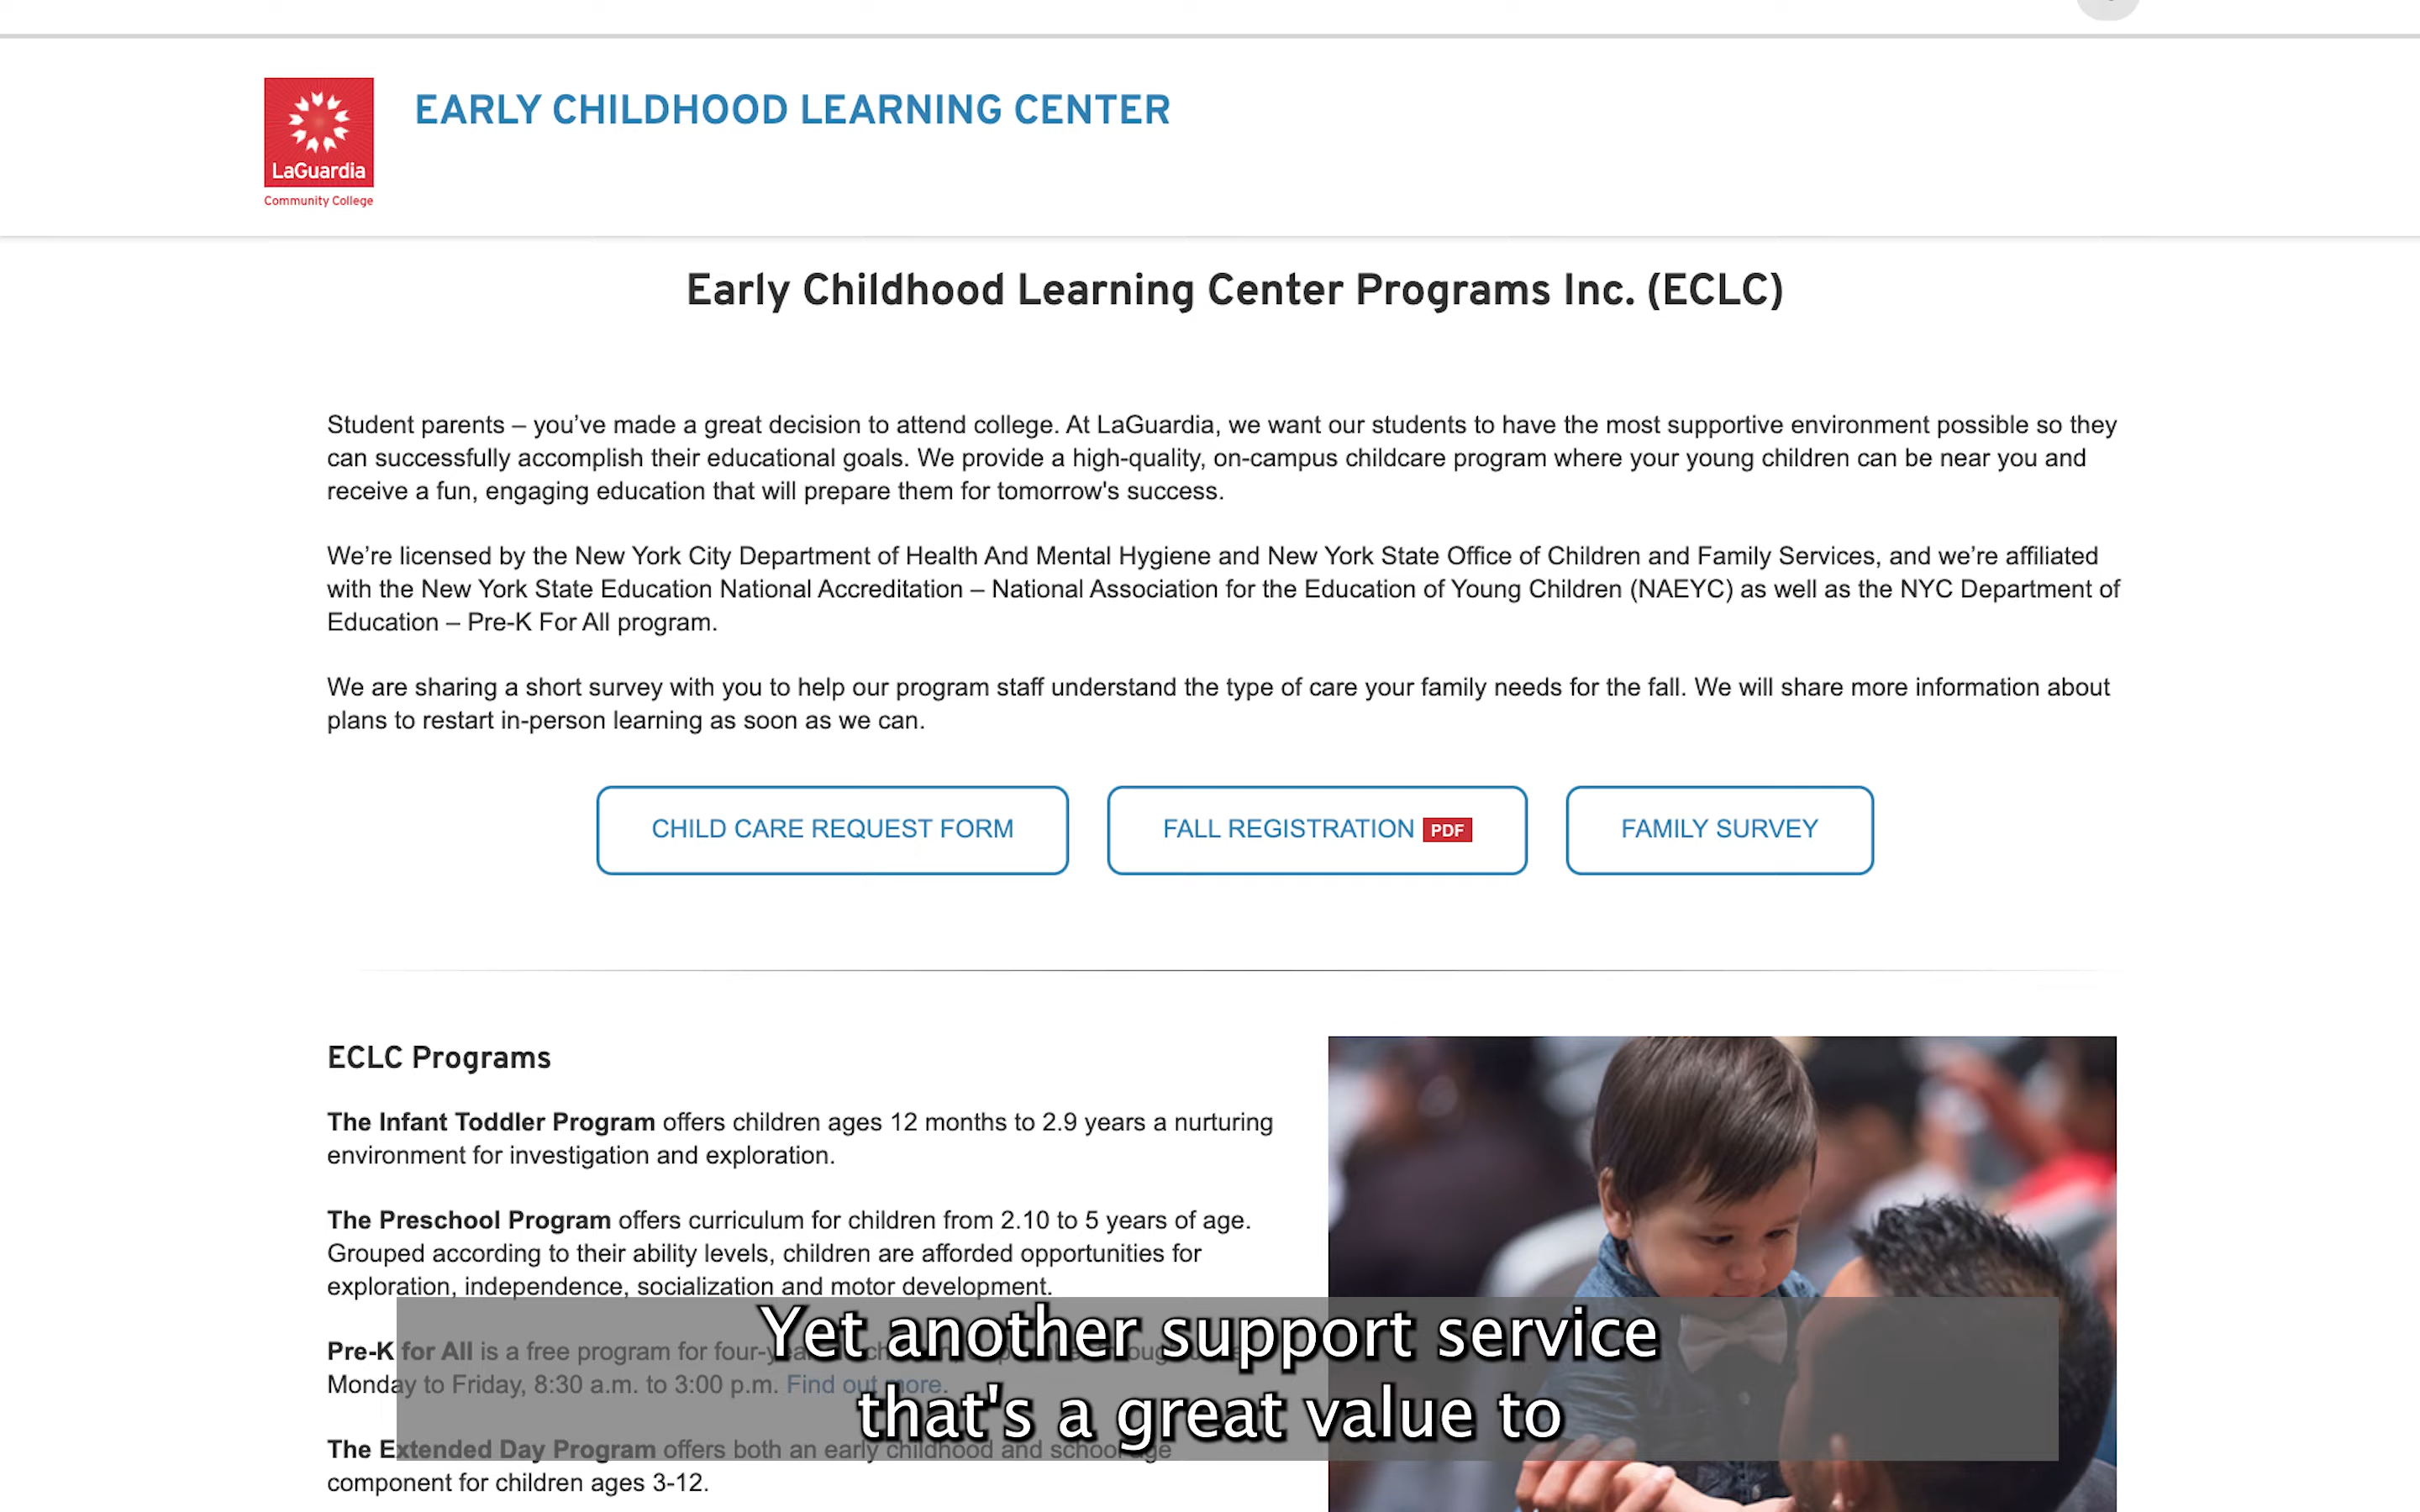 LaGuardia
Community College
EARLY CHILDHOOD LEARNING CENTER
Early Childhood Learning Center Programs Inc. (ECLC)
Student parents – you’ve made a great decision to attend college. At LaGuardia, we want our students to have the most supportive environment possible so they
can successfully accomplish their educational goals. We provide a high-quality, on-campus childcare program where your young children can be near you and
receive a fun, engaging education that will prepare them for tomorrow's success.
We’re licensed by the New York City Department of Health And Mental Hygiene and New York State Office of Children and Family Services, and we’re affiliated
with the New York State Education National Accreditation – National Association for the Education of Young Children (NAEYC) as well as the NYC Department of
Education – Pre-K For All program.
We are sharing a short survey with you to help our program staff understand the type of care your family needs for the fall. We will share more information about
plans to restart in-person learning as soon as we can.
CHILD CARE REQUEST FORM
FALL REGISTRATION PDF
FAMILY SURVEY
ECLC Programs
The Infant Toddler Program offers children ages 12 months to 2.9 years a nurturing
environment for investigation and exploration.
The Preschool Program offers curriculum for children from 2.10 to 5 years of age.
Grouped according to their ability levels, children are afforded opportunities for
exploration, independence, socialization and motor development.
Pre-K for All is a free program for
Monday to Friday, 8:30 a.m. to 3:00 p.m. Find out more.
The Extended Day Program offers both an early childhood and school age
component for children ages 3-12.
Yet another support service
that's a great value to